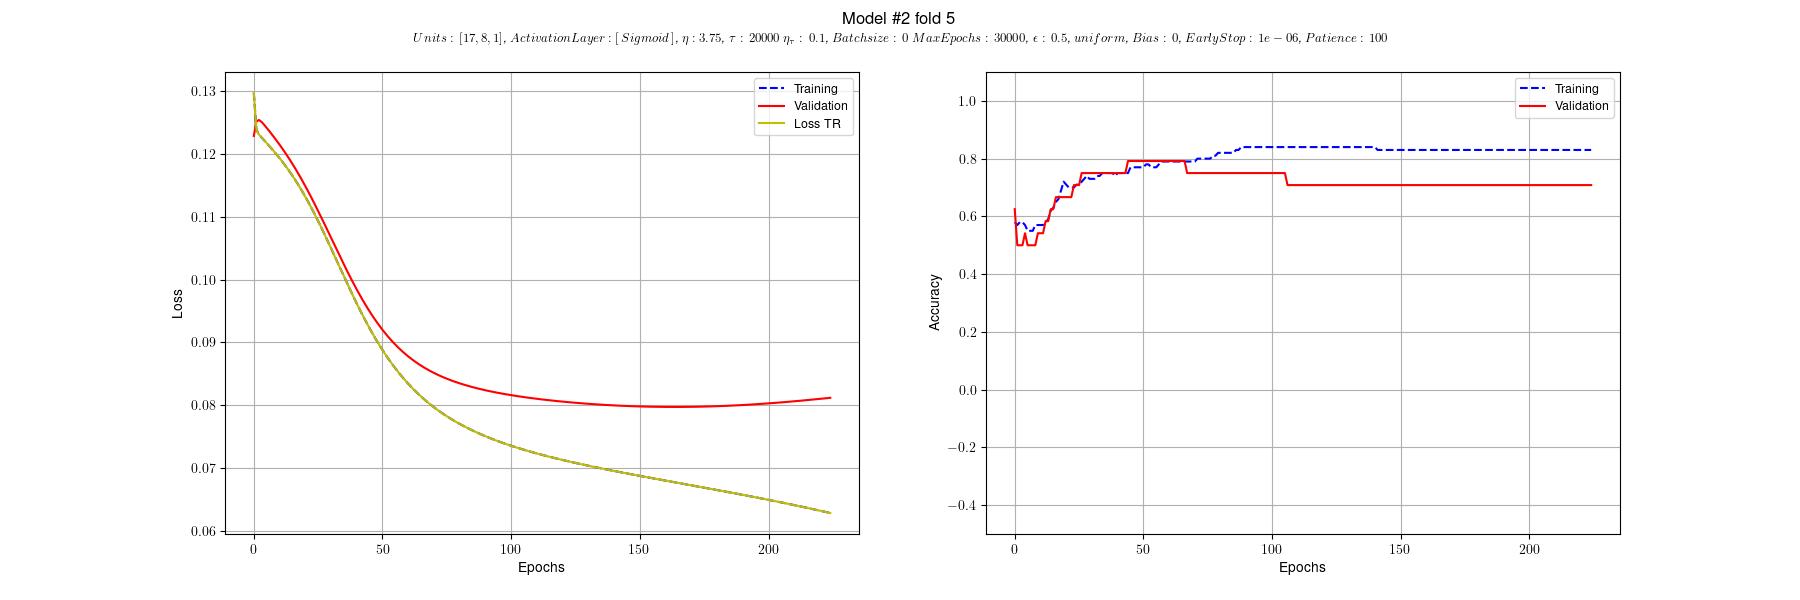 Model #2 fold 5
Units : [17, 8, 1], ActivationLayer : [ Sigmoid ], η : 3.75, τ : 20000 ητ : 0.1, Batchsize : 0 MaxEpochs : 30000, ϵ : 0.5, uniform, Bias : 0, EarlyStop : 1e − 06, Patience : 100
0.13
0.12
0.11
0.10
0.09
0.08
0.07
0.06
Loss
0 50 100 150 200
Epochs
Training
Validation
Loss TR
1.0
0.8
0.6
0.4
0.2
0.0
−0.2
−0.4
Accuracy
0 50 100 150 200
Epochs
Training
Validation